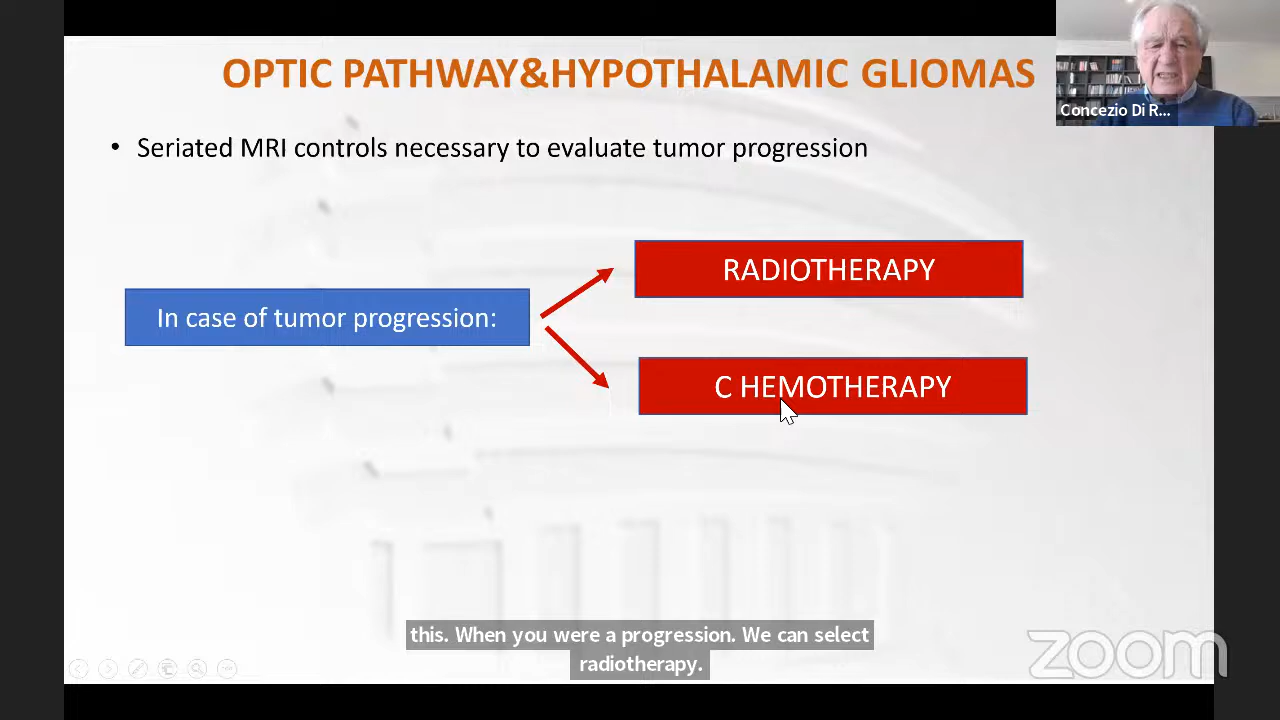 OPTIC PATHWAY&HYPOTHALAMIC GLIOMAS
Concezio Di R...
• Seriated MRI controls necessary to evaluate tumor progression
RADIOTHERAPY
In case of tumor progression:
C HEMOTHERAPY
this. When you were a progression. We can select
radiotherapy.
zoom